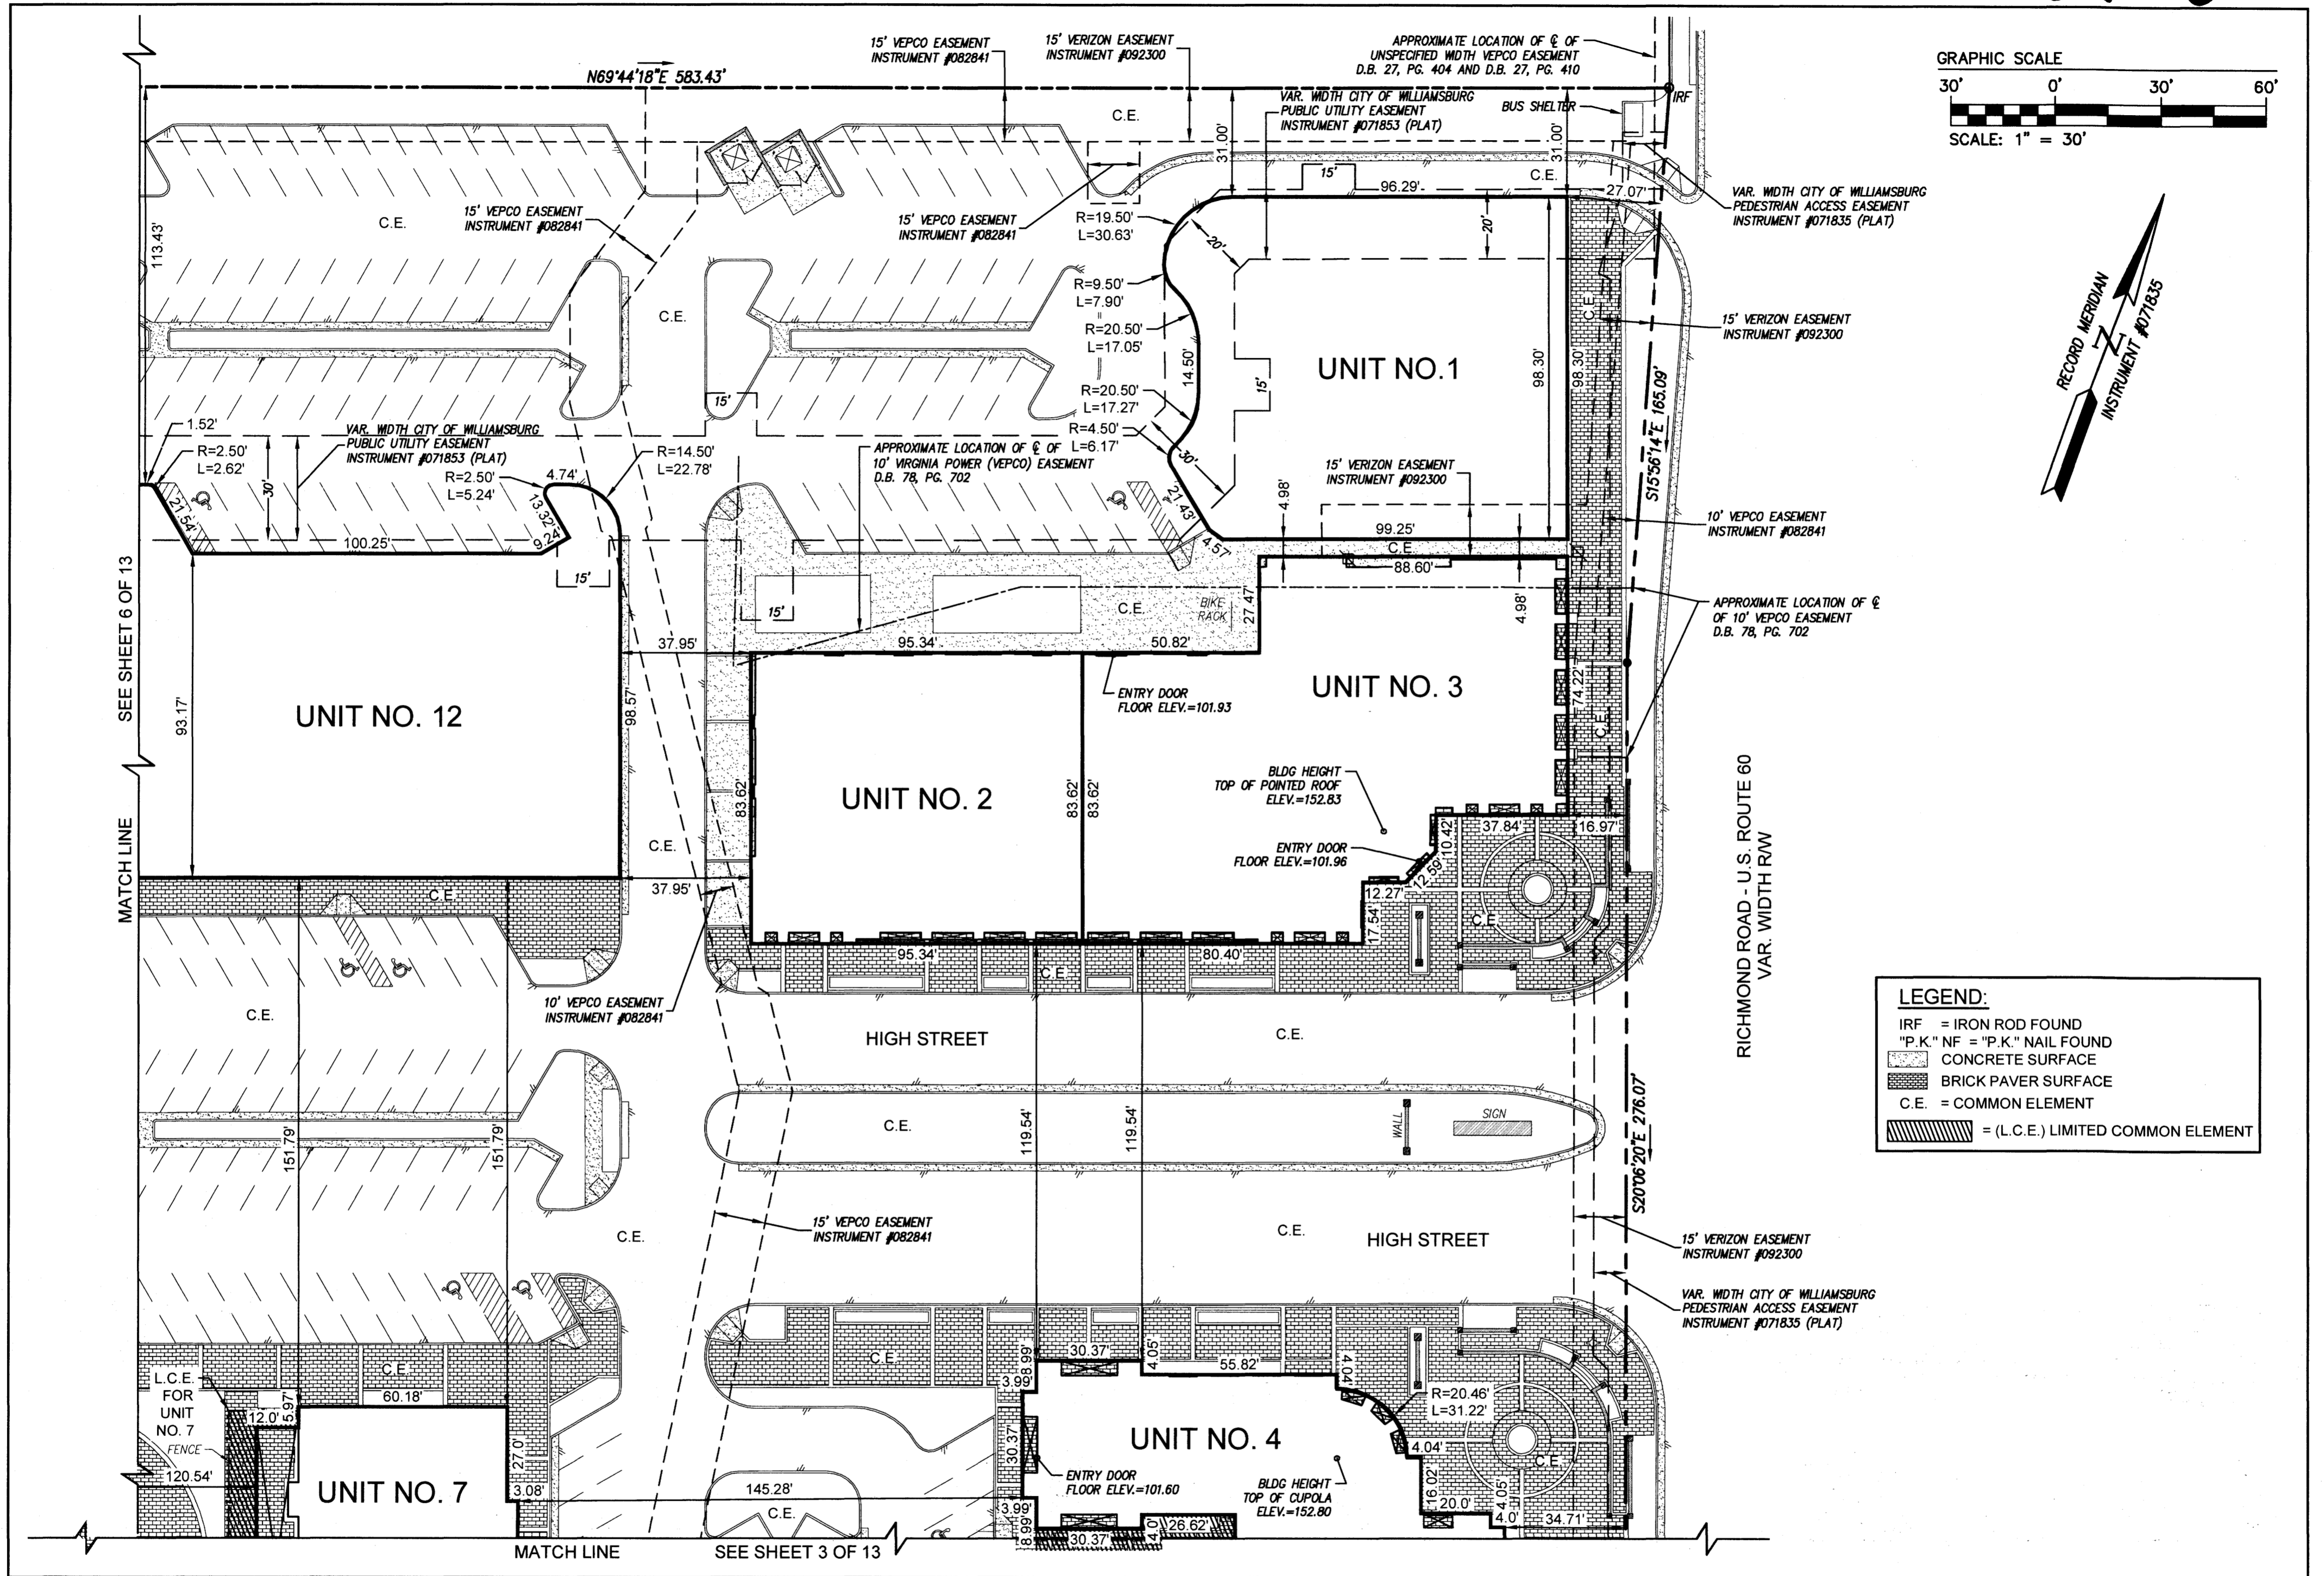 15' VEPCO EASEMENT
INSTRUMENT #082841
15' VERIZON EASEMENT
INSTRUMENT #092300
APPROXIMATE LOCATION OF ℄ OF
UNSPECIFIED WIDTH VEPCO EASEMENT
D.B. 27, PG. 404 AND D.B. 27, PG. 410
N69°44'18"E 583.43'
IRF
C.E.
VAR. WIDTH CITY OF WILLIAMSBURG
PUBLIC UTILITY EASEMENT
INSTRUMENT #071853 (PLAT)
BUS SHELTER
GRAPHIC SCALE
30' 0' 30' 60'
SCALE: 1" = 30'
31.00'
31.00'
15'
C.E.
96.29'
27.07'
VAR. WIDTH CITY OF WILLIAMSBURG
PEDESTRIAN ACCESS EASEMENT
INSTRUMENT #071835 (PLAT)
113.43'
C.E.
15' VEPCO EASEMENT
INSTRUMENT #082841
15' VEPCO EASEMENT
INSTRUMENT #082841
R=19.50'
L=30.63'
20'
20'
R=9.50'
L=7.90'
R=20.50'
L=17.05'
14.50'
R=20.50'
L=17.27'
R=4.50'
L=6.17'
C.E.
UNIT NO.1
15'
98.30'
98.30'
C.E.
15' VERIZON EASEMENT
INSTRUMENT #092300
RECORD MERIDIAN
N
INSTRUMENT #071835
S15°56'14"E 165.09'
1.52'
R=2.50'
L=2.62'
VAR. WIDTH CITY OF WILLIAMSBURG
PUBLIC UTILITY EASEMENT
INSTRUMENT #071853 (PLAT)
30'
R=2.50'
L=5.24'
4.74'
R=14.50'
L=22.78'
15'
APPROXIMATE LOCATION OF ℄ OF
10' VIRGINIA POWER (VEPCO) EASEMENT
D.B. 78, PG. 702
30'
15' VERIZON EASEMENT
INSTRUMENT #092300
21.54'
100.25'
13.32'
9.24'
15'
21.43'
4.57'
4.98'
99.25'
C.E.
88.60'
4.98'
10' VEPCO EASEMENT
INSTRUMENT #082841
SEE SHEET 6 OF 13
MATCH LINE
93.17'
UNIT NO. 12
98.57'
37.95'
15'
C.E.
BIKE
RACK
27.47'
95.34'
50.82'
APPROXIMATE LOCATION OF ℄
OF 10' VEPCO EASEMENT
D.B. 78, PG. 702
ENTRY DOOR
FLOOR ELEV.=101.93
UNIT NO. 3
74.22'
C.E.
UNIT NO. 2
83.62'
83.62'
83.62'
BLDG HEIGHT
TOP OF POINTED ROOF
ELEV.=152.83
ENTRY DOOR
FLOOR ELEV.=101.96
10.42'
37.84'
16.97'
12.59'
12.27'
17.54'
C.E.
RICHMOND ROAD - U.S. ROUTE 60
VAR. WIDTH R/W
C.E.
37.95'
C.E.
95.34'
80.40'
C.E.
10' VEPCO EASEMENT
INSTRUMENT #082841
C.E.
HIGH STREET
C.E.
LEGEND:
IRF = IRON ROD FOUND
"P.K." NF = "P.K." NAIL FOUND
CONCRETE SURFACE
BRICK PAVER SURFACE
C.E. = COMMON ELEMENT
= (L.C.E.) LIMITED COMMON ELEMENT
151.79'
151.79'
C.E.
119.54'
119.54'
WALL
SIGN
S20°06'20"E 276.07'
C.E.
15' VEPCO EASEMENT
INSTRUMENT #082841
C.E.
HIGH STREET
15' VERIZON EASEMENT
INSTRUMENT #092300
VAR. WIDTH CITY OF WILLIAMSBURG
PEDESTRIAN ACCESS EASEMENT
INSTRUMENT #071835 (PLAT)
L.C.E.
FOR
UNIT
NO. 7
FENCE
12.0'
5.97'
C.E.
60.18'
120.54'
UNIT NO. 7
27.0'
3.08'
C.E.
145.28'
C.E.
8.99'
3.99'
30.37'
4.05'
55.82'
4.04'
R=20.46'
L=31.22'
4.04'
30.37'
UNIT NO. 4
ENTRY DOOR
FLOOR ELEV.=101.60
BLDG HEIGHT
TOP OF CUPOLA
ELEV.=152.80
16.02'
20.0'
4.05'
4.0'
34.71'
C.E.
3.99'
8.99'
30.37'
4.0'
26.62'
MATCH LINE
SEE SHEET 3 OF 13